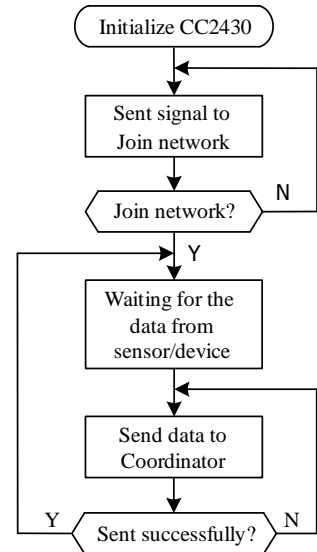 Initialize CC2430
Sent signal to
Join network
Join network?
N
Y
Waiting for the
data from
sensor/device
Send data to
Coordinator
Y
Sent successfully?
N